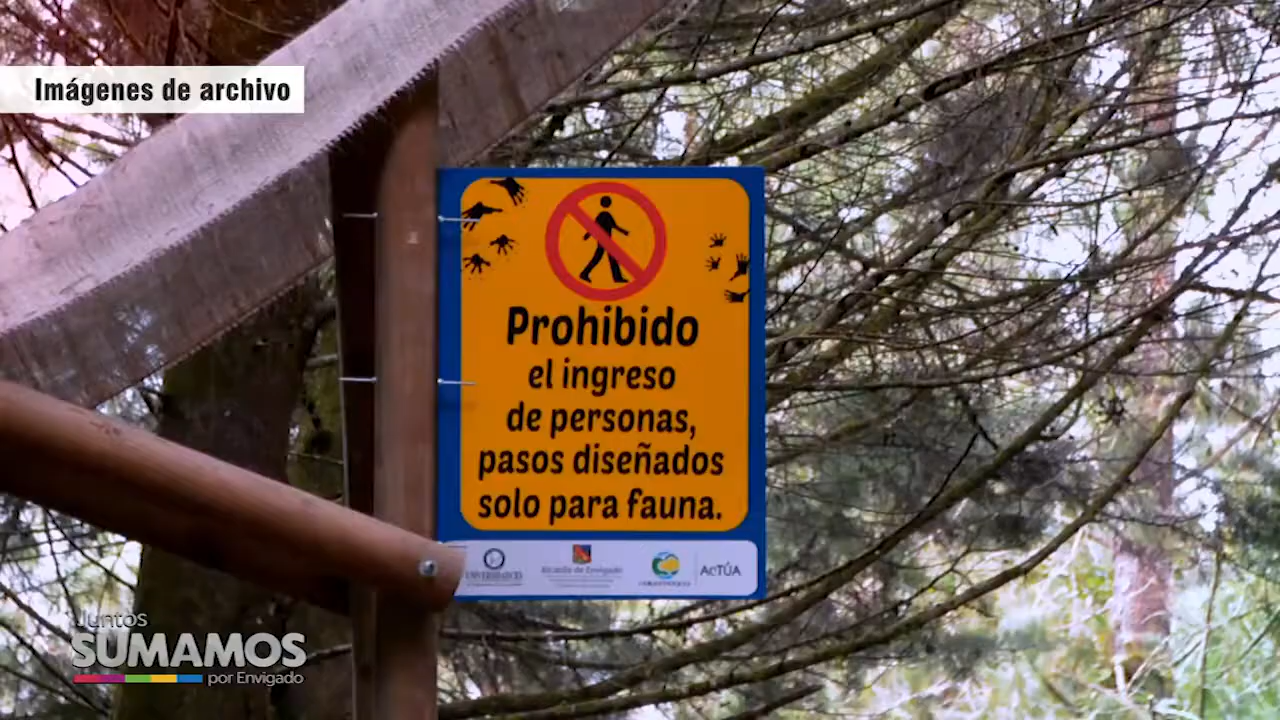 Imágenes de archivo
Prohibido
el ingreso
de personas,
pasos diseñados
solo para fauna.
Alcaldía de Envigado
AcTÚA
Juntos
SUMAMOS
por Envigado